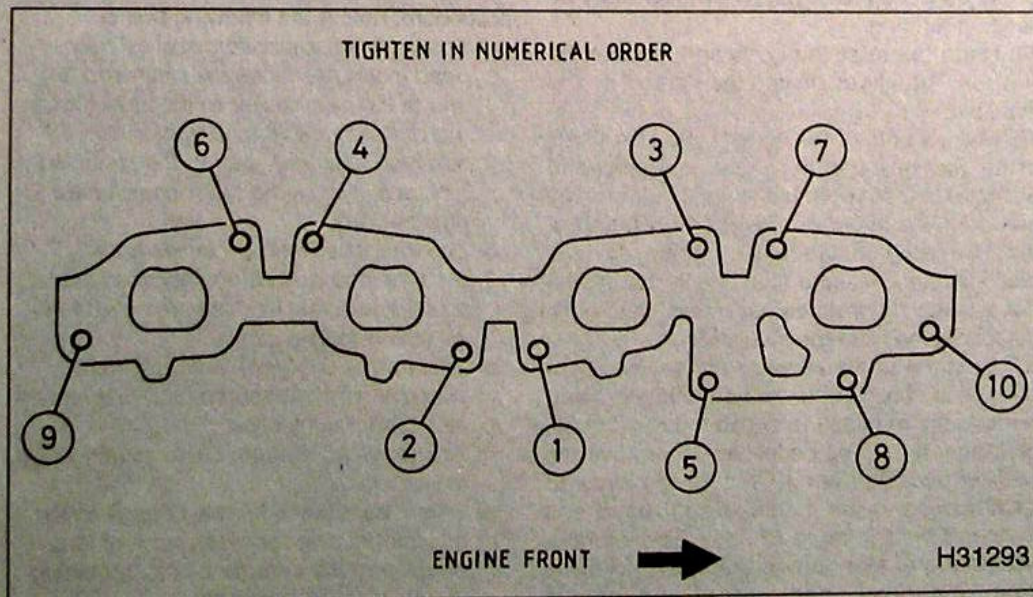 TIGHTEN IN NUMERICAL ORDER
6 4 3 7
9 2 1 5 8 10
ENGINE FRONT H31293